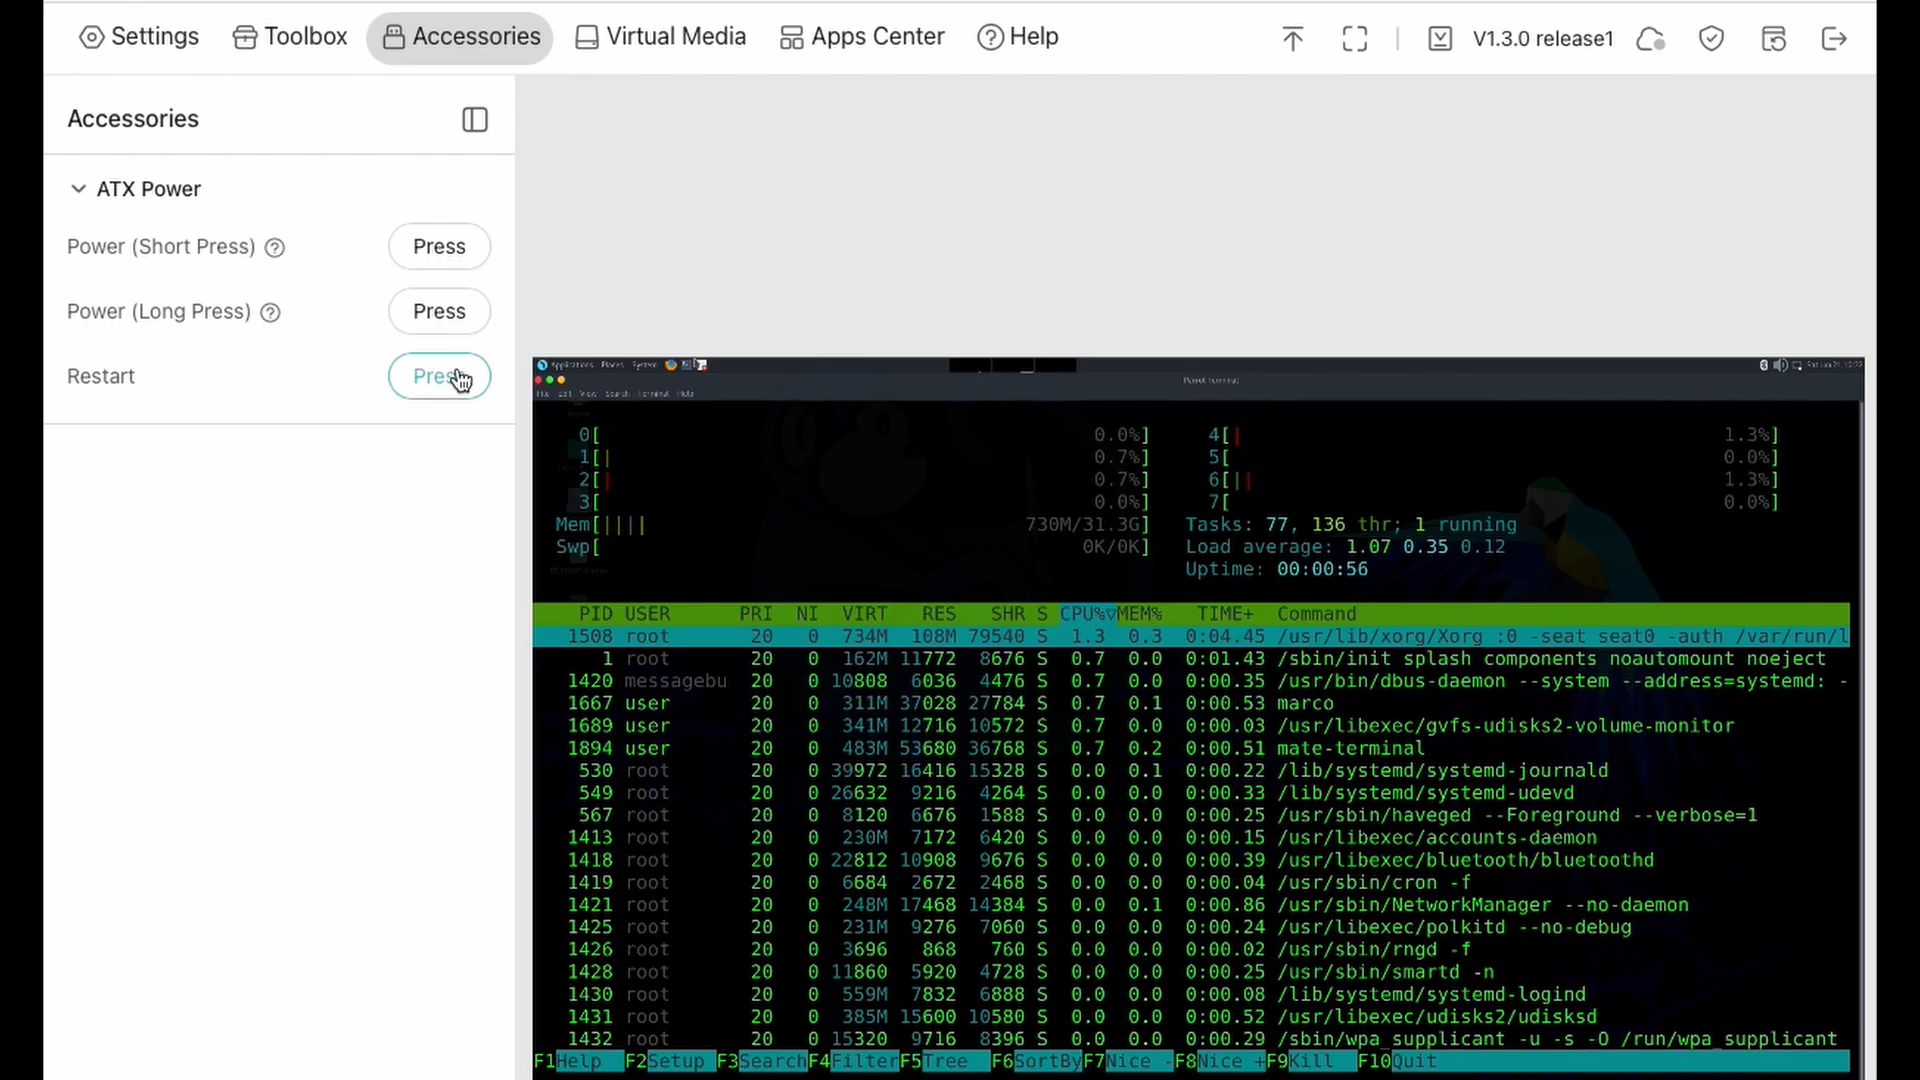 Settings Toolbox Accessories Virtual Media Apps Center Help V1.3.0 release1
Accessories
ATX Power
Power (Short Press) ? Press
Power (Long Press) ? Press
Restart
Applications Places System
Parrot Terminal
File Edit View Search Terminal Help
0[ 0.0%] 4[| 1.3%]
1[| 0.7%] 5[ 0.0%]
2[| 0.7%] 6[|| 1.3%]
3[ 0.0%] 7[ 0.0%]
Mem[|||| 730M/31.3G] Tasks: 77, 136 thr; 1 running
Swp[ 0K/0K] Load average: 1.07 0.35 0.12
Uptime: 00:00:56
PID USER PRI NI VIRT RES SHR S CPU%▽MEM% TIME+ Command
1508 root 20 0 734M 108M 79540 S 1.3 0.3 0:04.45 /usr/lib/xorg/Xorg :0 -seat seat0 -auth /var/run/l
1 root 20 0 162M 11772 8676 S 0.7 0.0 0:01.43 /sbin/init splash components noautomount noeject
1420 messagebu 20 0 10808 6036 4476 S 0.7 0.0 0:00.35 /usr/bin/dbus-daemon --system --address=systemd: -
1667 user 20 0 311M 37028 27784 S 0.7 0.1 0:00.53 marco
1689 user 20 0 341M 12716 10572 S 0.7 0.0 0:00.03 /usr/libexec/gvfs-udisks2-volume-monitor
1894 user 20 0 483M 53680 36768 S 0.7 0.2 0:00.51 mate-terminal
530 root 20 0 39972 16416 15328 S 0.0 0.1 0:00.22 /lib/systemd/systemd-journald
549 root 20 0 26632 9216 4264 S 0.0 0.0 0:00.33 /lib/systemd/systemd-udevd
567 root 20 0 8120 6676 1588 S 0.0 0.0 0:00.25 /usr/sbin/haveged --Foreground --verbose=1
1413 root 20 0 230M 7172 6420 S 0.0 0.0 0:00.15 /usr/libexec/accounts-daemon
1418 root 20 0 22812 10908 9676 S 0.0 0.0 0:00.39 /usr/libexec/bluetooth/bluetoothd
1419 root 20 0 6684 2672 2468 S 0.0 0.0 0:00.04 /usr/sbin/cron -f
1421 root 20 0 248M 17468 14384 S 0.0 0.1 0:00.86 /usr/sbin/NetworkManager --no-daemon
1425 root 20 0 231M 9276 7060 S 0.0 0.0 0:00.24 /usr/libexec/polkitd --no-debug
1426 root 20 0 3696 868 760 S 0.0 0.0 0:00.02 /usr/sbin/rngd -f
1428 root 20 0 11860 5920 4728 S 0.0 0.0 0:00.25 /usr/sbin/smartd -n
1430 root 20 0 559M 7832 6888 S 0.0 0.0 0:00.08 /lib/systemd/systemd-logind
1431 root 20 0 385M 15600 10580 S 0.0 0.0 0:00.52 /usr/libexec/udisks2/udisksd
1432 root 20 0 15320 9716 8396 S 0.0 0.0 0:00.29 /sbin/wpa_supplicant -u -s -O /run/wpa_supplicant
F1Help F2Setup F3SearchF4FilterF5Tree F6SortByF7Nice -F8Nice +F9Kill F10Quit